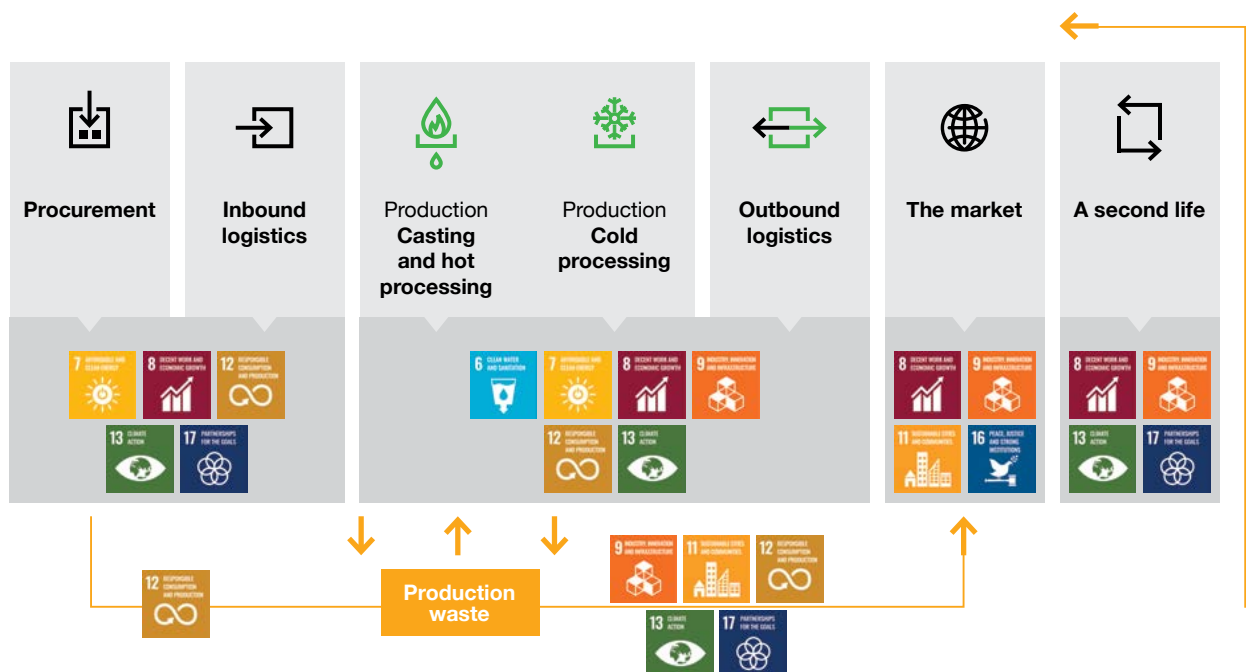 Procurement
Inbound
logistics
Production
Casting
and hot
processing
Production
Cold
processing
Outbound
logistics
The market
A second life
7 AFFORDABLE AND
CLEAN ENERGY
8 DECENT WORK AND
ECONOMIC GROWTH
12 RESPONSIBLE
CONSUMPTION
AND PRODUCTION
13 CLIMATE
ACTION
17 PARTNERSHIPS
FOR THE GOALS
6 CLEAN WATER
AND SANITATION
7 AFFORDABLE AND
CLEAN ENERGY
8 DECENT WORK AND
ECONOMIC GROWTH
9 INDUSTRY, INNOVATION
AND INFRASTRUCTURE
12 RESPONSIBLE
CONSUMPTION
AND PRODUCTION
13 CLIMATE
ACTION
8 DECENT WORK AND
ECONOMIC GROWTH
9 INDUSTRY, INNOVATION
AND INFRASTRUCTURE
11 SUSTAINABLE CITIES
AND COMMUNITIES
16 PEACE, JUSTICE
AND STRONG
INSTITUTIONS
8 DECENT WORK AND
ECONOMIC GROWTH
9 INDUSTRY, INNOVATION
AND INFRASTRUCTURE
13 CLIMATE
ACTION
17 PARTNERSHIPS
FOR THE GOALS
12 RESPONSIBLE
CONSUMPTION
AND PRODUCTION
Production
waste
9 INDUSTRY, INNOVATION
AND INFRASTRUCTURE
11 SUSTAINABLE CITIES
AND COMMUNITIES
12 RESPONSIBLE
CONSUMPTION
AND PRODUCTION
13 CLIMATE
ACTION
17 PARTNERSHIPS
FOR THE GOALS